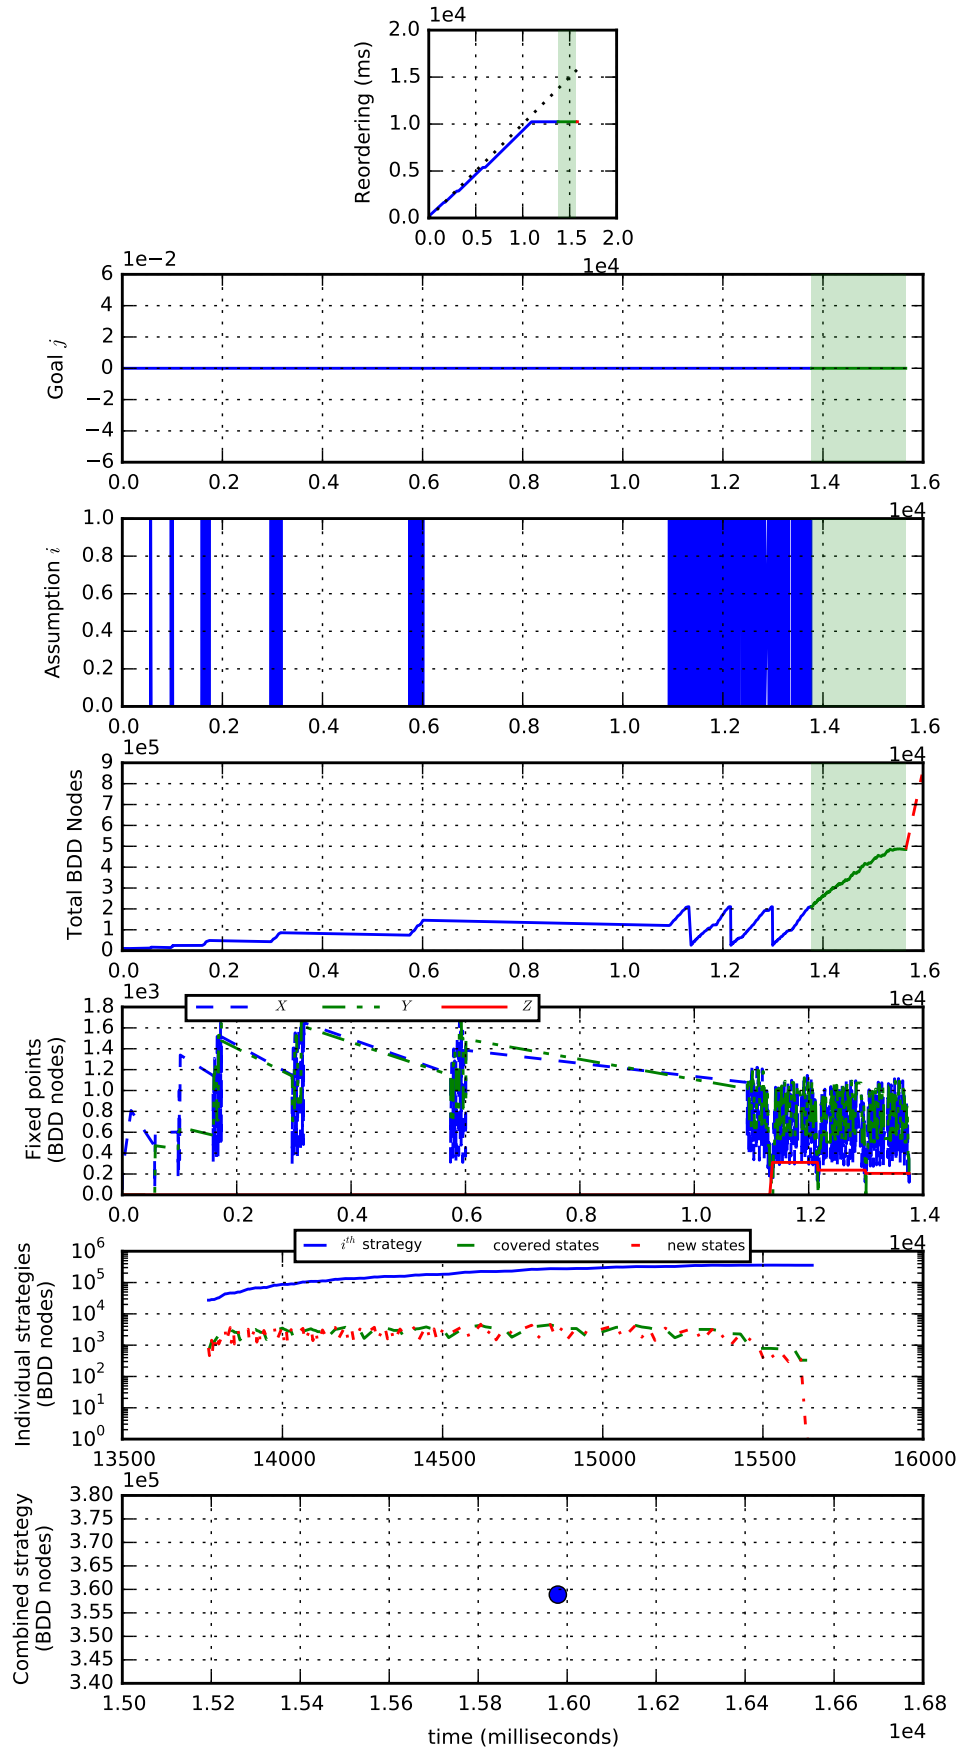 1e4
2.0
1.5
1.0
0.5
0.0
Reordering (ms)
0.0 0.5 1.0 1.5 2.0
1e4
1e−2
6
4
2
0
−2
−4
−6
Goal j
0.0 0.2 0.4 0.6 0.8 1.0 1.2 1.4 1.6
1e4
1.0
0.8
0.6
0.4
0.2
0.0
Assumption i
0.0 0.2 0.4 0.6 0.8 1.0 1.2 1.4 1.6
1e4
1e5
9
8
7
6
5
4
3
2
1
0
Total BDD Nodes
0.0 0.2 0.4 0.6 0.8 1.0 1.2 1.4 1.6
1e4
1e3
X Y Z
1.8
1.6
1.4
1.2
1.0
0.8
0.6
0.4
0.2
0.0
Fixed points
(BDD nodes)
0.0 0.2 0.4 0.6 0.8 1.0 1.2 1.4
1e4
i^th strategy covered states new states
10^6
10^5
10^4
10^3
10^2
10^1
10^0
Individual strategies
(BDD nodes)
13500 14000 14500 15000 15500 16000
1e5
3.80
3.75
3.70
3.65
3.60
3.55
3.50
3.45
3.40
Combined strategy
(BDD nodes)
1.50 1.52 1.54 1.56 1.58 1.60 1.62 1.64 1.66 1.68
time (milliseconds)
1e4